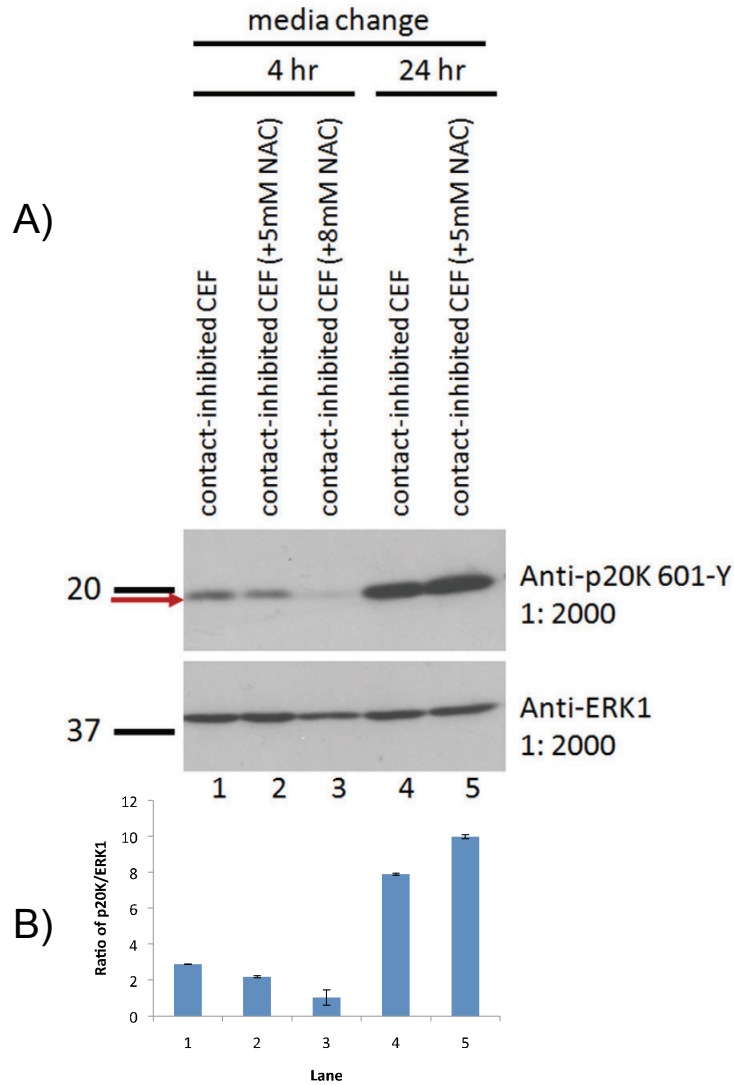 media change
4 hr
24 hr
A)
contact-inhibited CEF
contact-inhibited CEF (+5mM NAC)
contact-inhibited CEF (+8mM NAC)
contact-inhibited CEF
contact-inhibited CEF (+5mM NAC)
20
Anti-p20K 601-Y
1: 2000
37
Anti-ERK1
1: 2000
1 2 3 4 5
B)
Ratio of p20K/ERK1
12
10
8
6
4
2
0
1 2 3 4 5
Lane